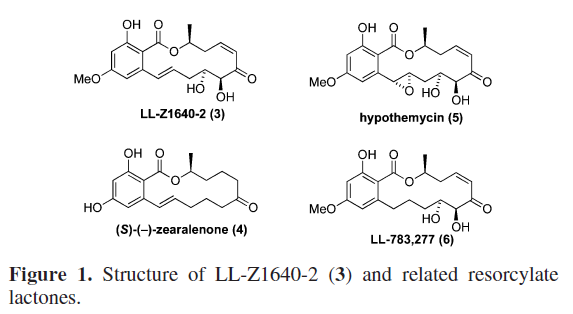 OH O
O
MeO
HO
OH
O
LL-Z1640-2 (3)
OH O
O
MeO
O
HO
OH
O
hypothemycin (5)
OH O
O
HO
O
(S)-(–)-zearalenone (4)
OH O
O
MeO
HO
OH
O
LL-783,277 (6)
Figure 1. Structure of LL-Z1640-2 (3) and related resorcylate
lactones.